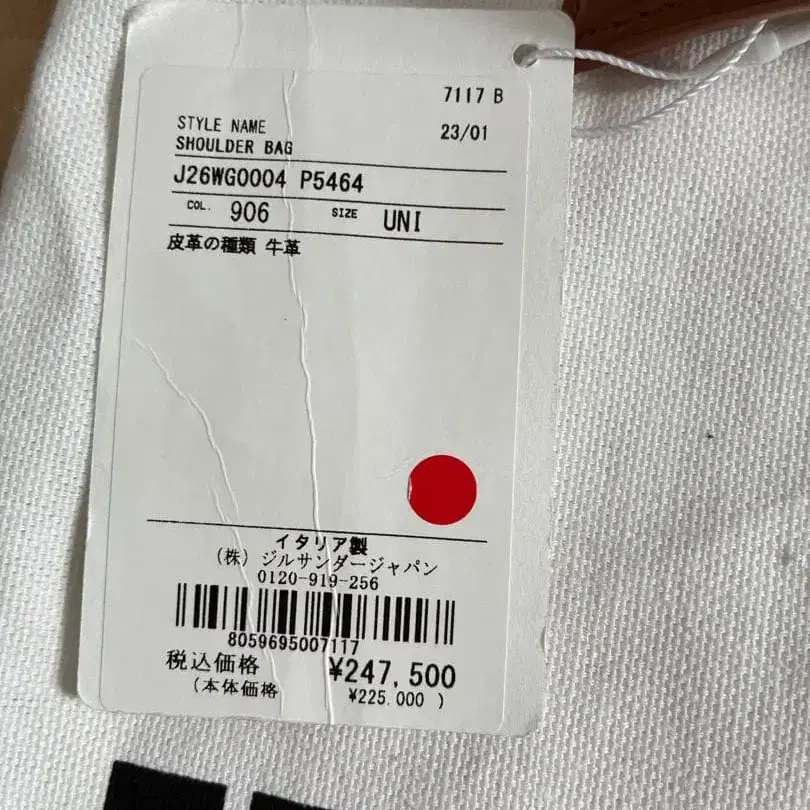 7117 B
STYLE NAME 23/01
SHOULDER BAG
J26WG0004 P5464
COL. 906 SIZE UNI
皮革の種類 牛革
イタリア製
(株) ジルサンダージャパン
0120-919-256
8059695007117
税込価格 ¥247,500
(本体価格 ¥225.000 )